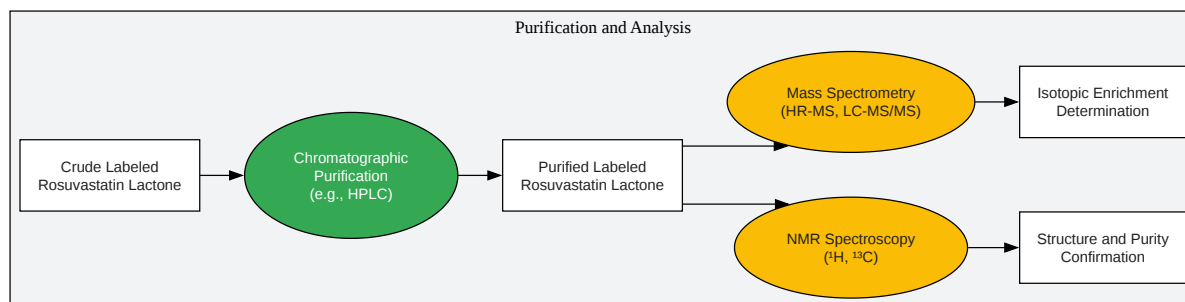 Purification and Analysis
Crude Labeled
Rosuvastatin Lactone
Chromatographic
Purification
(e.g., HPLC)
Purified Labeled
Rosuvastatin Lactone
Mass Spectrometry
(HR-MS, LC-MS/MS)
Isotopic Enrichment
Determination
NMR Spectroscopy
(¹H, ¹³C)
Structure and Purity
Confirmation